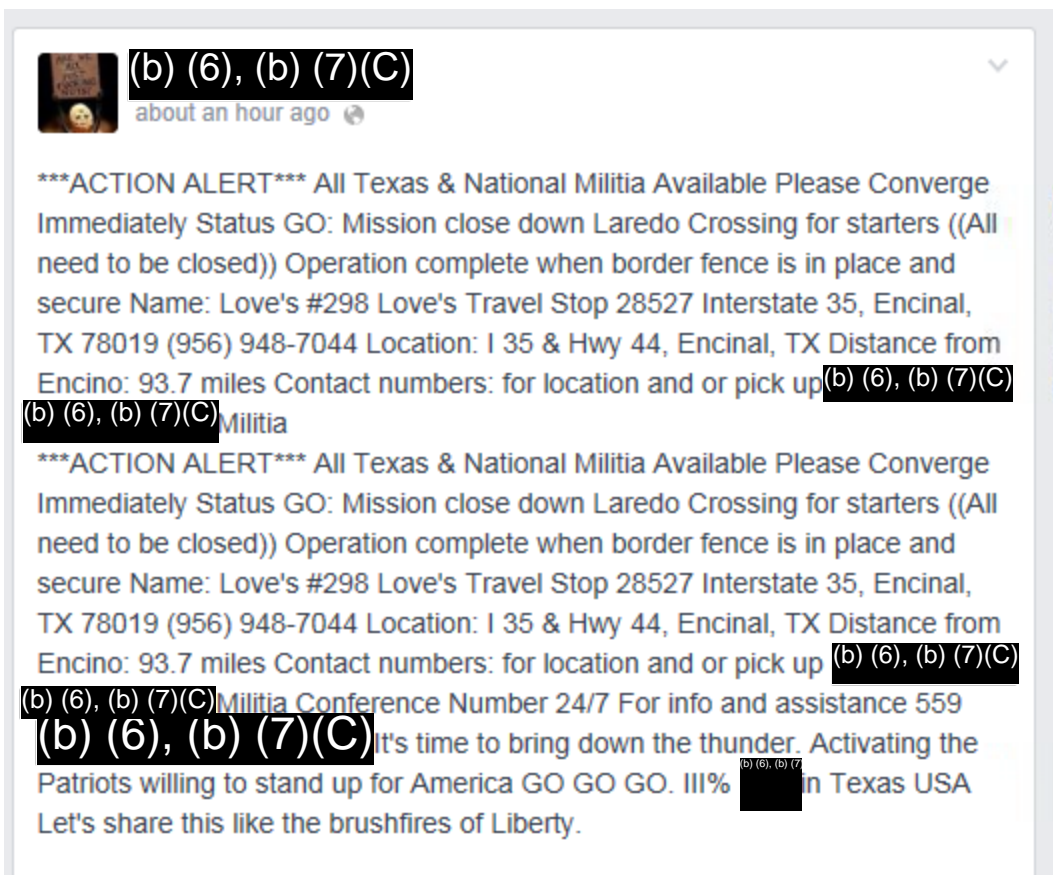 (b) (6), (b) (7)(C)
about an hour ago
***ACTION ALERT*** All Texas & National Militia Available Please Converge
Immediately Status GO: Mission close down Laredo Crossing for starters ((All
need to be closed)) Operation complete when border fence is in place and
secure Name: Love's #298 Love's Travel Stop 28527 Interstate 35, Encinal,
TX 78019 (956) 948-7044 Location: I 35 & Hwy 44, Encinal, TX Distance from
Encino: 93.7 miles Contact numbers: for location and or pick up (b) (6), (b) (7)(C)
(b) (6), (b) (7)(C) Militia
***ACTION ALERT*** All Texas & National Militia Available Please Converge
Immediately Status GO: Mission close down Laredo Crossing for starters ((All
need to be closed)) Operation complete when border fence is in place and
secure Name: Love's #298 Love's Travel Stop 28527 Interstate 35, Encinal,
TX 78019 (956) 948-7044 Location: I 35 & Hwy 44, Encinal, TX Distance from
Encino: 93.7 miles Contact numbers: for location and or pick up (b) (6), (b) (7)(C)
(b) (6), (b) (7)(C) Militia Conference Number 24/7 For info and assistance 559
(b) (6), (b) (7)(C) It's time to bring down the thunder. Activating the
Patriots willing to stand up for America GO GO GO. III% (b) (6), (b) (7 in Texas USA
Let's share this like the brushfires of Liberty.